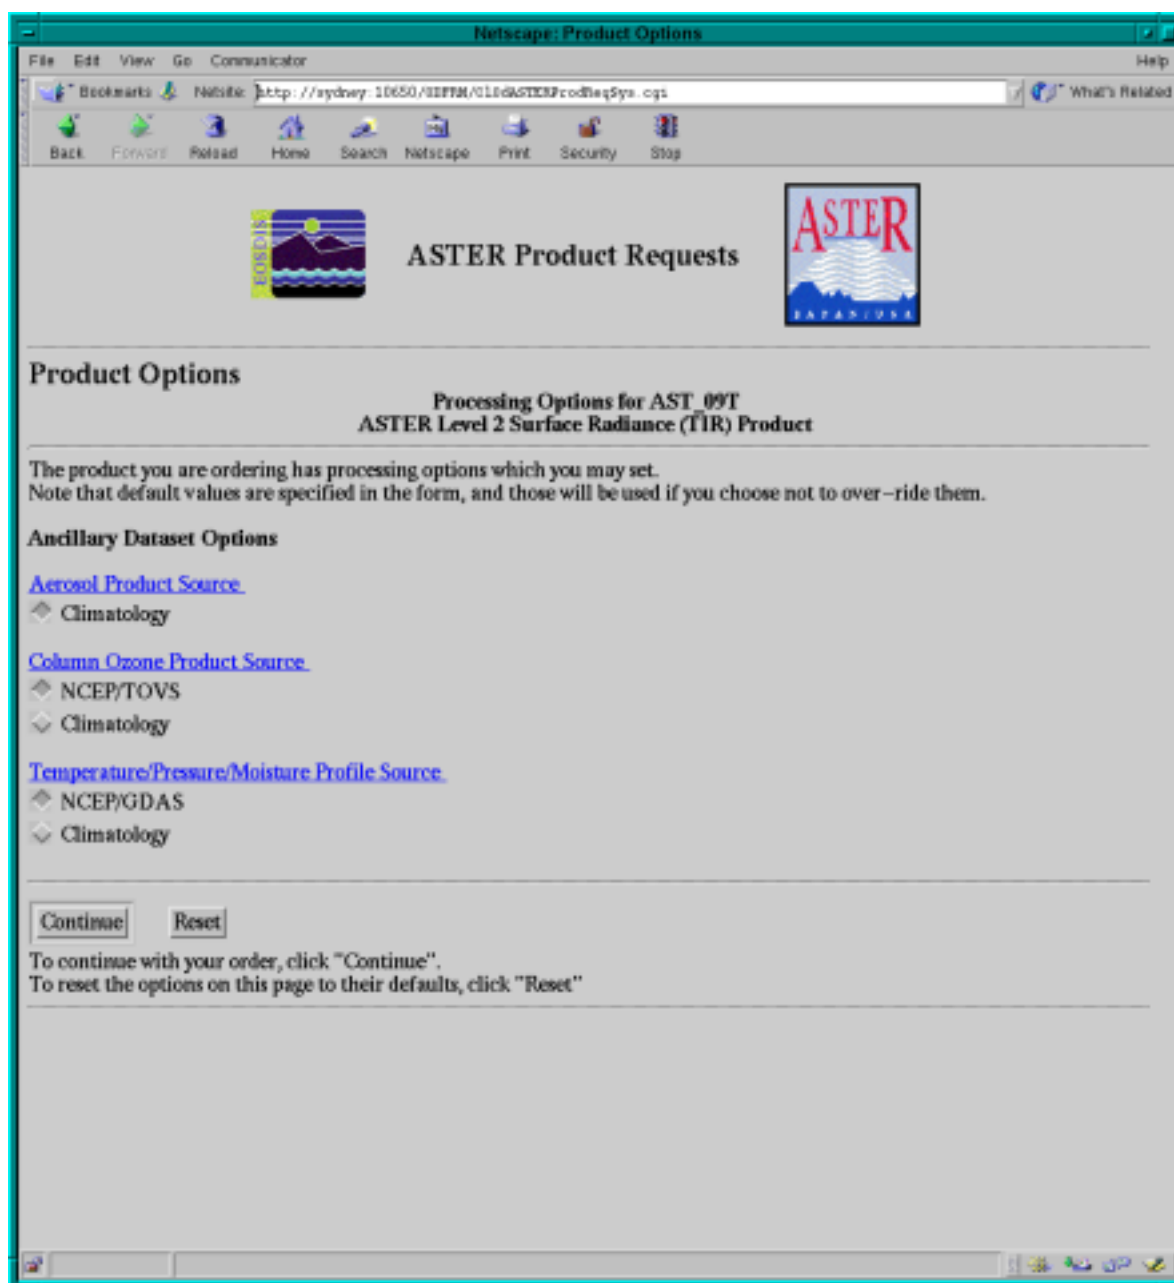 Netscape: Product Options
File Edit View Go Communicator Help
Bookmarks Netsite: What's Related
Back Forward Reload Home Search Netscape Print Security Stop
EOSDIS
ASTER Product Requests
ASTER
JAPAN/USA
Product Options
Processing Options for AST_09T
ASTER Level 2 Surface Radiance (TIR) Product
The product you are ordering has processing options which you may set.
Note that default values are specified in the form, and those will be used if you choose not to over-ride them.
Ancillary Dataset Options
Aerosol Product Source
Climatology
Column Ozone Product Source
NCEP/TOVS
Climatology
Temperature/Pressure/Moisture Profile Source
NCEP/GDAS
Climatology
Continue Reset
To continue with your order, click "Continue".
To reset the options on this page to their defaults, click "Reset"